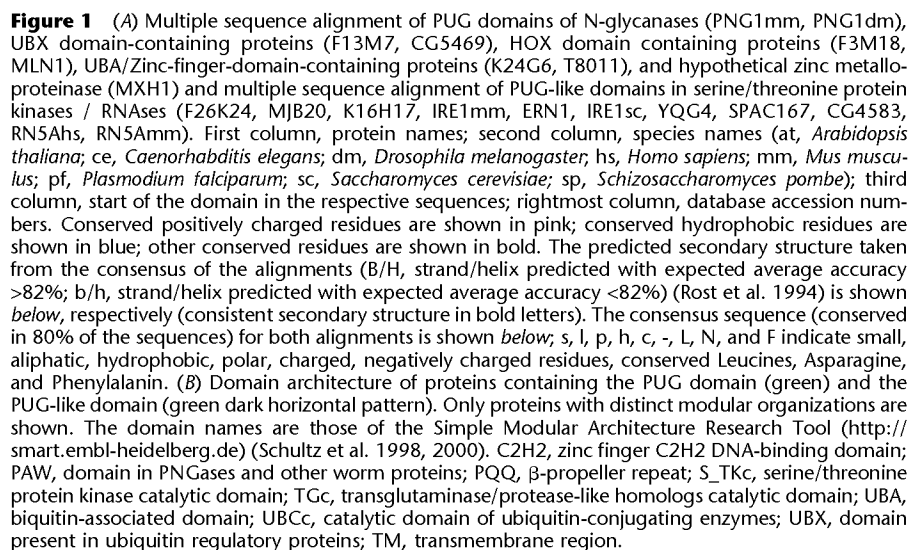 Figure 1 (A) Multiple sequence alignment of PUG domains of N-glycanases (PNG1mm, PNG1dm),
UBX domain-containing proteins (F13M7, CG5469), HOX domain containing proteins (F3M18,
MLN1), UBA/Zinc-finger-domain-containing proteins (K24G6, T8011), and hypothetical zinc metallo-
proteinase (MXH1) and multiple sequence alignment of PUG-like domains in serine/threonine protein
kinases / RNAses (F26K24, MJB20, K16H17, IRE1mm, ERN1, IRE1sc, YQG4, SPAC167, CG4583,
RN5Ahs, RN5Amm). First column, protein names; second column, species names (at, Arabidopsis
thaliana; ce, Caenorhabditis elegans; dm, Drosophila melanogaster; hs, Homo sapiens; mm, Mus muscu-
lus; pf, Plasmodium falciparum; sc, Saccharomyces cerevisiae; sp, Schizosaccharomyces pombe); third
column, start of the domain in the respective sequences; rightmost column, database accession num-
bers. Conserved positively charged residues are shown in pink; conserved hydrophobic residues are
shown in blue; other conserved residues are shown in bold. The predicted secondary structure taken
from the consensus of the alignments (B/H, strand/helix predicted with expected average accuracy
>82%; b/h, strand/helix predicted with expected average accuracy <82%) (Rost et al. 1994) is shown
below, respectively (consistent secondary structure in bold letters). The consensus sequence (conserved
in 80% of the sequences) for both alignments is shown below; s, l, p, h, c, -, L, N, and F indicate small,
aliphatic, hydrophobic, polar, charged, negatively charged residues, conserved Leucines, Asparagine,
and Phenylalanin. (B) Domain architecture of proteins containing the PUG domain (green) and the
PUG-like domain (green dark horizontal pattern). Only proteins with distinct modular organizations are
shown. The domain names are those of the Simple Modular Architecture Research Tool (http://
smart.embl-heidelberg.de) (Schultz et al. 1998, 2000). C2H2, zinc finger C2H2 DNA-binding domain;
PAW, domain in PNGases and other worm proteins; PQQ, β-propeller repeat; S_TKc, serine/threonine
protein kinase catalytic domain; TGc, transglutaminase/protease-like homologs catalytic domain; UBA,
biquitin-associated domain; UBCc, catalytic domain of ubiquitin-conjugating enzymes; UBX, domain
present in ubiquitin regulatory proteins; TM, transmembrane region.